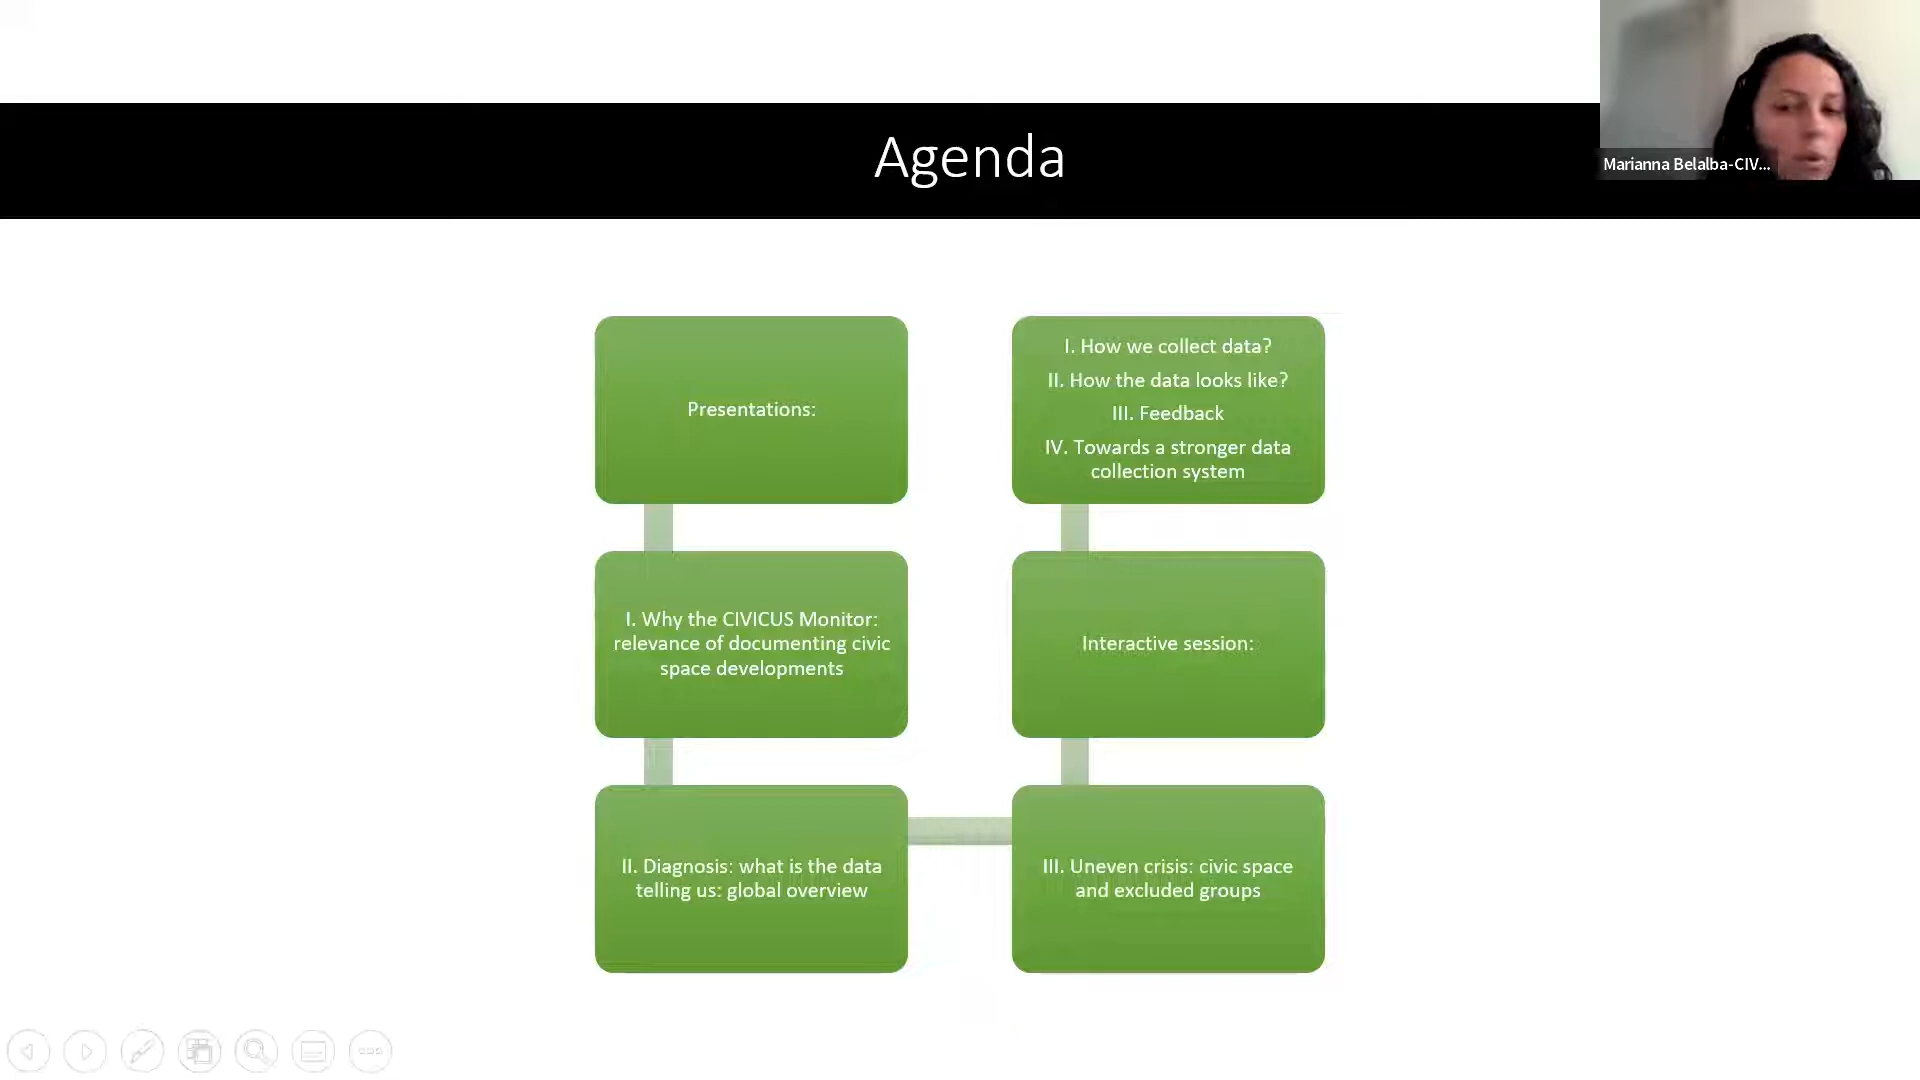 Agenda
Marianna Belalba-CIV...
Presentations:
I. Why the CIVICUS Monitor:
relevance of documenting civic
space developments
II. Diagnosis: what is the data
telling us: global overview
III. Uneven crisis: civic space
and excluded groups
Interactive session:
I. How we collect data?
II. How the data looks like?
III. Feedback
IV. Towards a stronger data
collection system